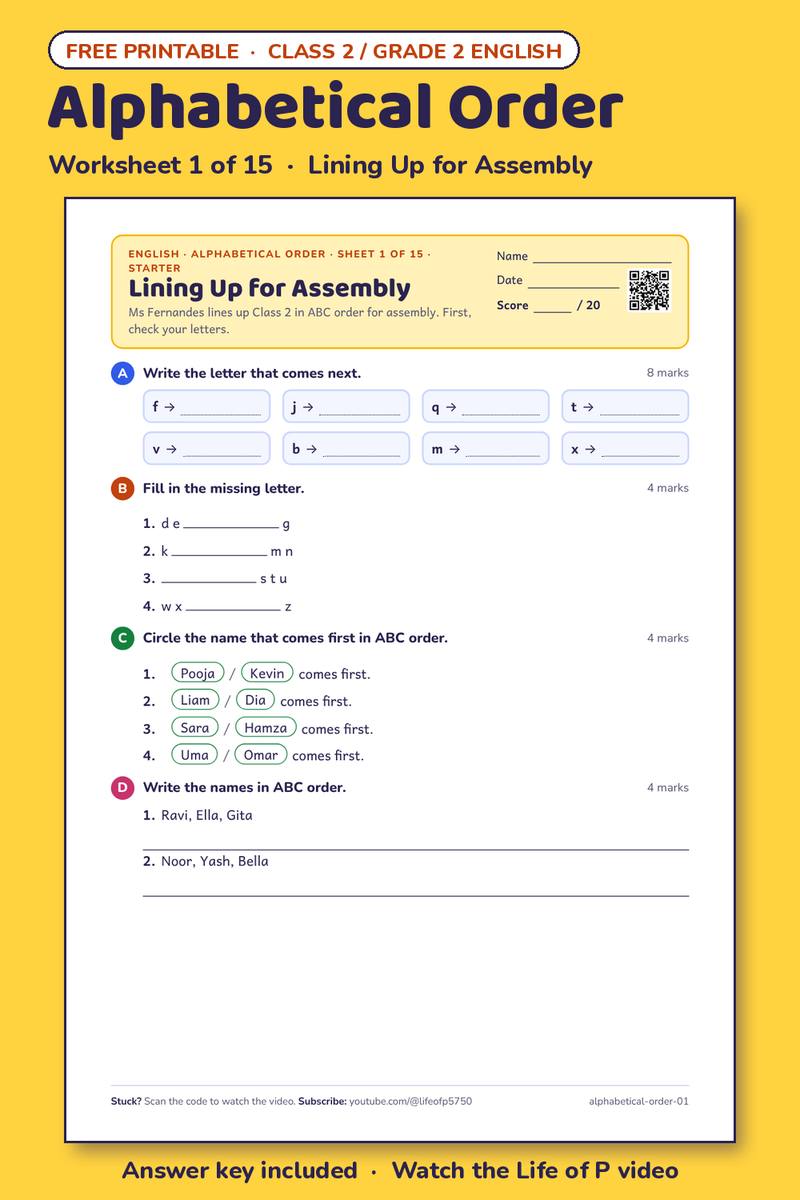 FREE PRINTABLE · CLASS 2 / GRADE 2 ENGLISH
Alphabetical Order
Worksheet 1 of 15 · Lining Up for Assembly
ENGLISH · ALPHABETICAL ORDER · SHEET 1 OF 15 ·
STARTER
Lining Up for Assembly
Ms Fernandes lines up Class 2 in ABC order for assembly. First,
check your letters.
Name
Date
Score / 20
A Write the letter that comes next. 8 marks
f → j → q → t →
v → b → m → x →
B Fill in the missing letter. 4 marks
1. d e ____ g
2. k ____ m n
3. ____ s t u
4. w x ____ z
C Circle the name that comes first in ABC order. 4 marks
1. Pooja / Kevin comes first.
2. Liam / Dia comes first.
3. Sara / Hamza comes first.
4. Uma / Omar comes first.
D Write the names in ABC order. 4 marks
1. Ravi, Ella, Gita
2. Noor, Yash, Bella
Stuck? Scan the code to watch the video. Subscribe: youtube.com/@lifeofp5750 alphabetical-order-01
Answer key included · Watch the Life of P video